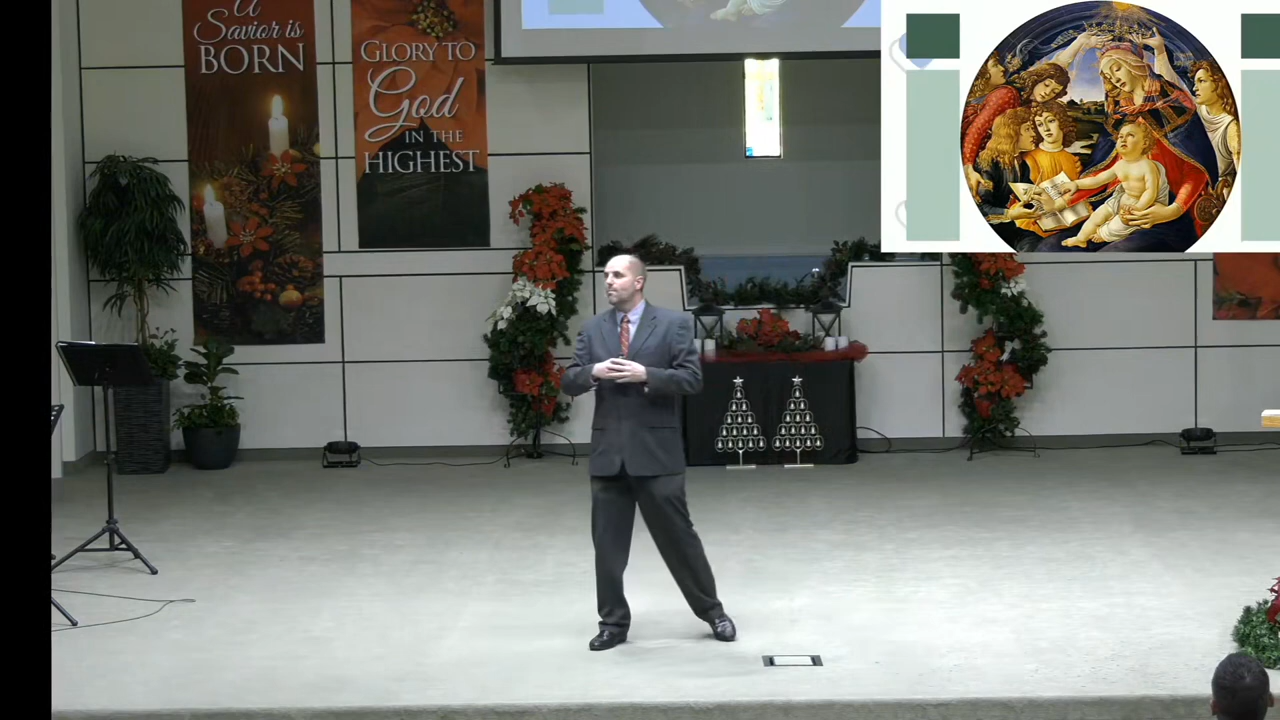 A
Savior is
BORN
GLORY TO
God
IN THE
HIGHEST